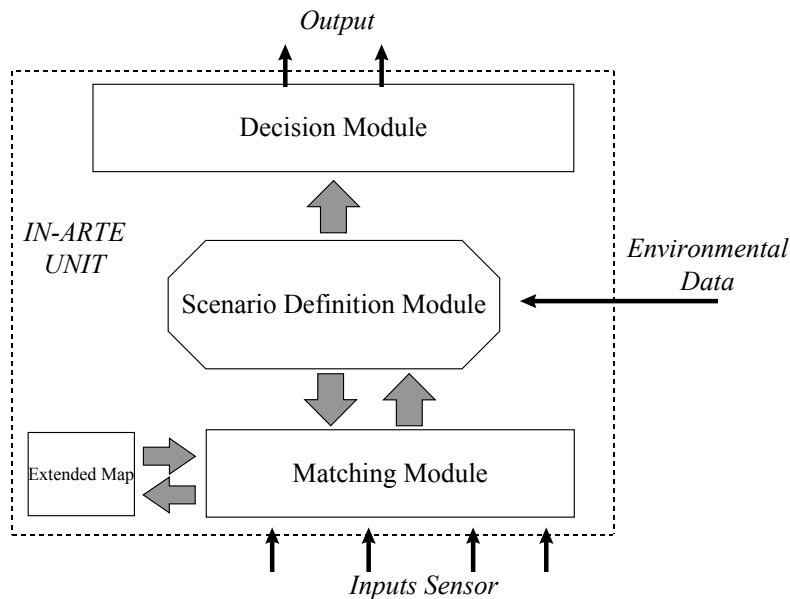 Output
Decision Module
IN-ARTE
UNIT
Environmental
Data
Scenario Definition Module
Extended Map
Matching Module
Inputs Sensor